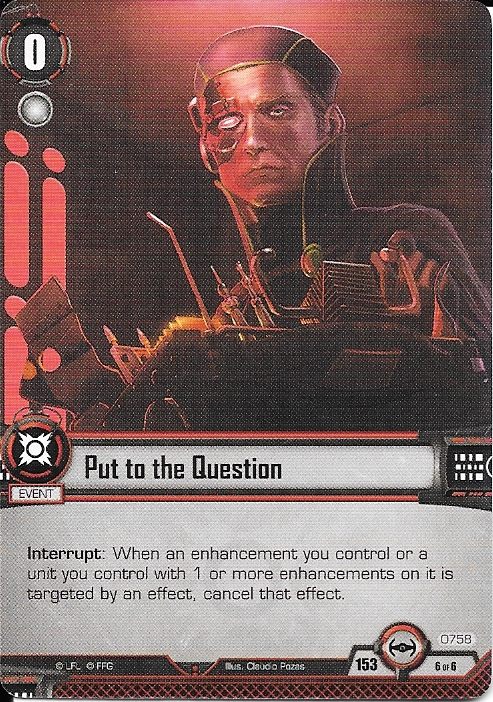 0
Put to the Question
EVENT
Interrupt: When an enhancement you control or a
unit you control with 1 or more enhancements on it is
targeted by an effect, cancel that effect.
0758
© LFL © FFG
Illus. Claudio Pozas
153
6 OF 6